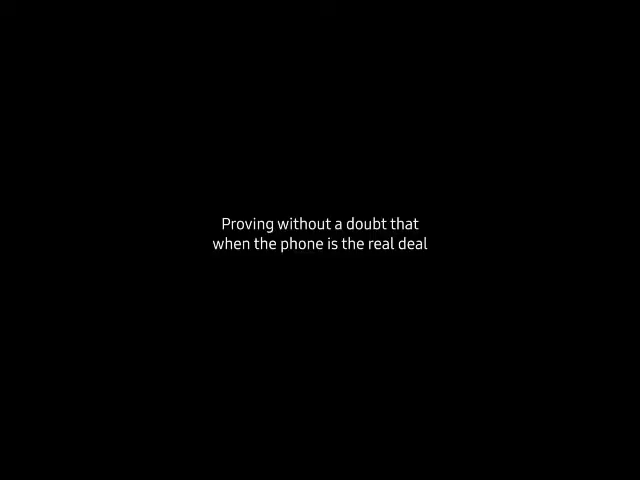 Proving without a doubt that
when the phone is the real deal